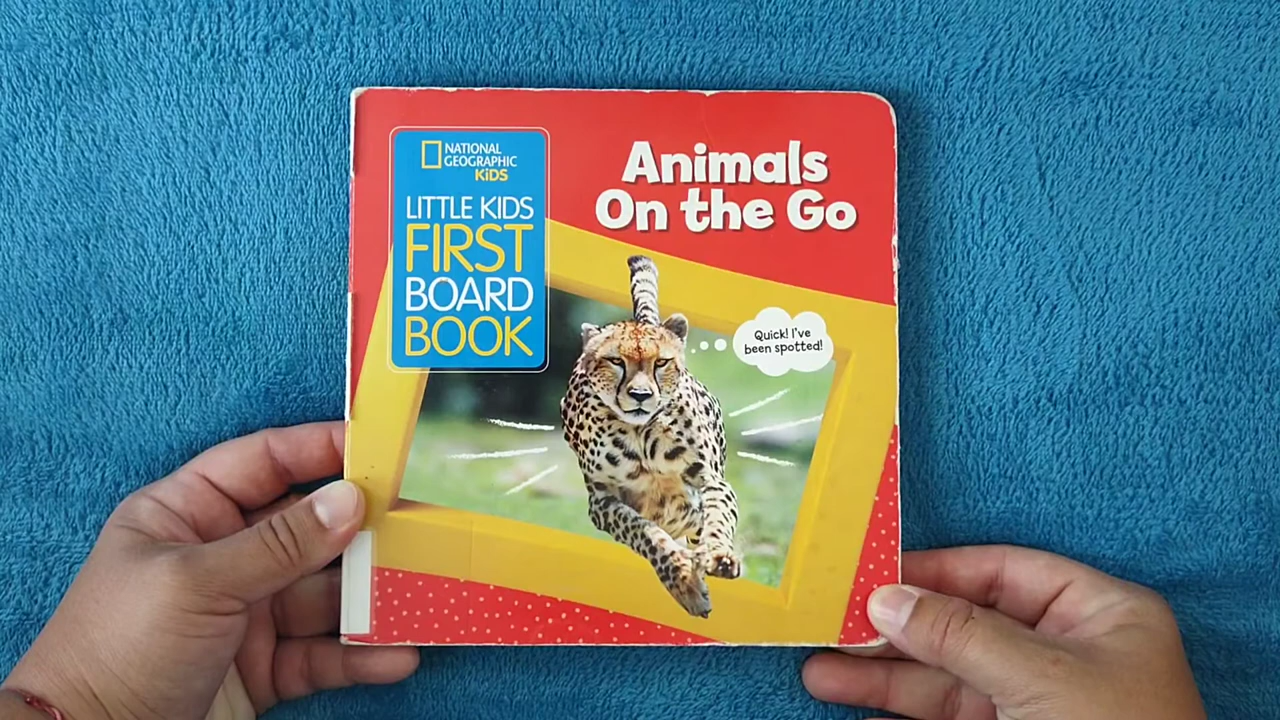 NATIONAL
GEOGRAPHIC
KiDS
LITTLE KIDS
FIRST
BOARD
BOOK
Animals
On the Go
Quick! I've
been spotted!